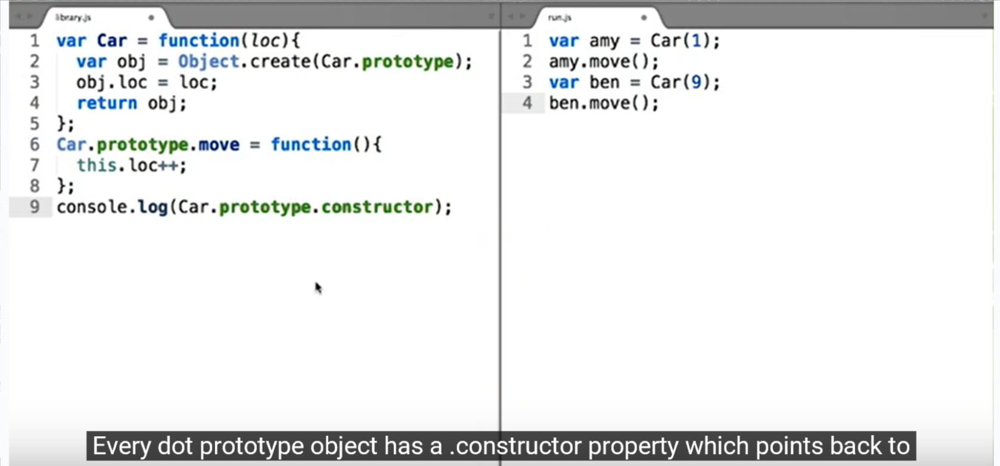 library.js
1 var Car = function(loc){
2   var obj = Object.create(Car.prototype);
3   obj.loc = loc;
4   return obj;
5 };
6 Car.prototype.move = function(){
7   this.loc++;
8 };
9 console.log(Car.prototype.constructor);
run.js
1 var amy = Car(1);
2 amy.move();
3 var ben = Car(9);
4 ben.move();
Every dot prototype object has a .constructor property which points back to